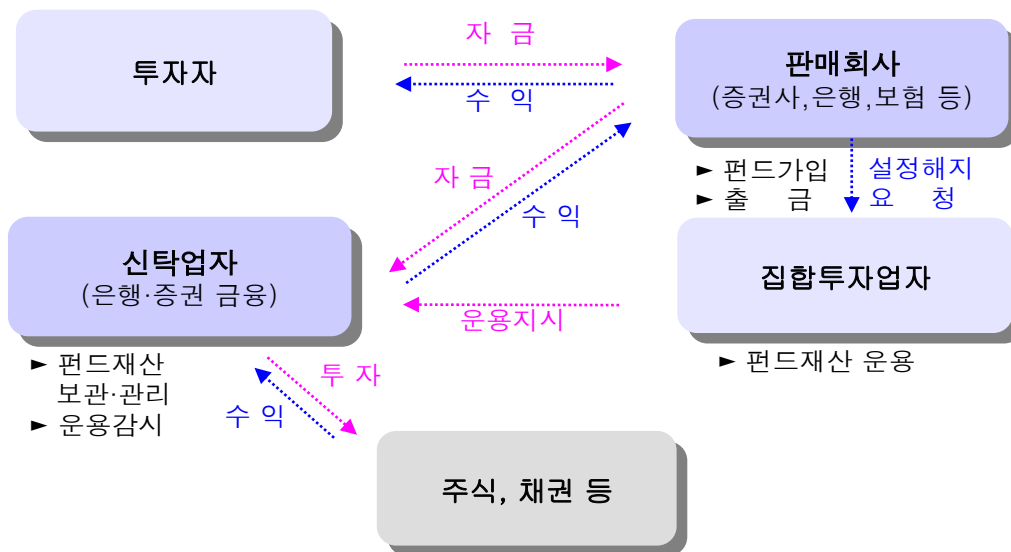 투자자
자 금
수 익
판매회사
(증권사,은행,보험 등)
► 펀드가입
► 출 금
설정해지
요 청
자 금
수 익
신탁업자
(은행·증권 금융)
집합투자업자
운용지시
► 펀드재산
보관·관리
► 운용감시
► 펀드재산 운용
투 자
수 익
주식, 채권 등